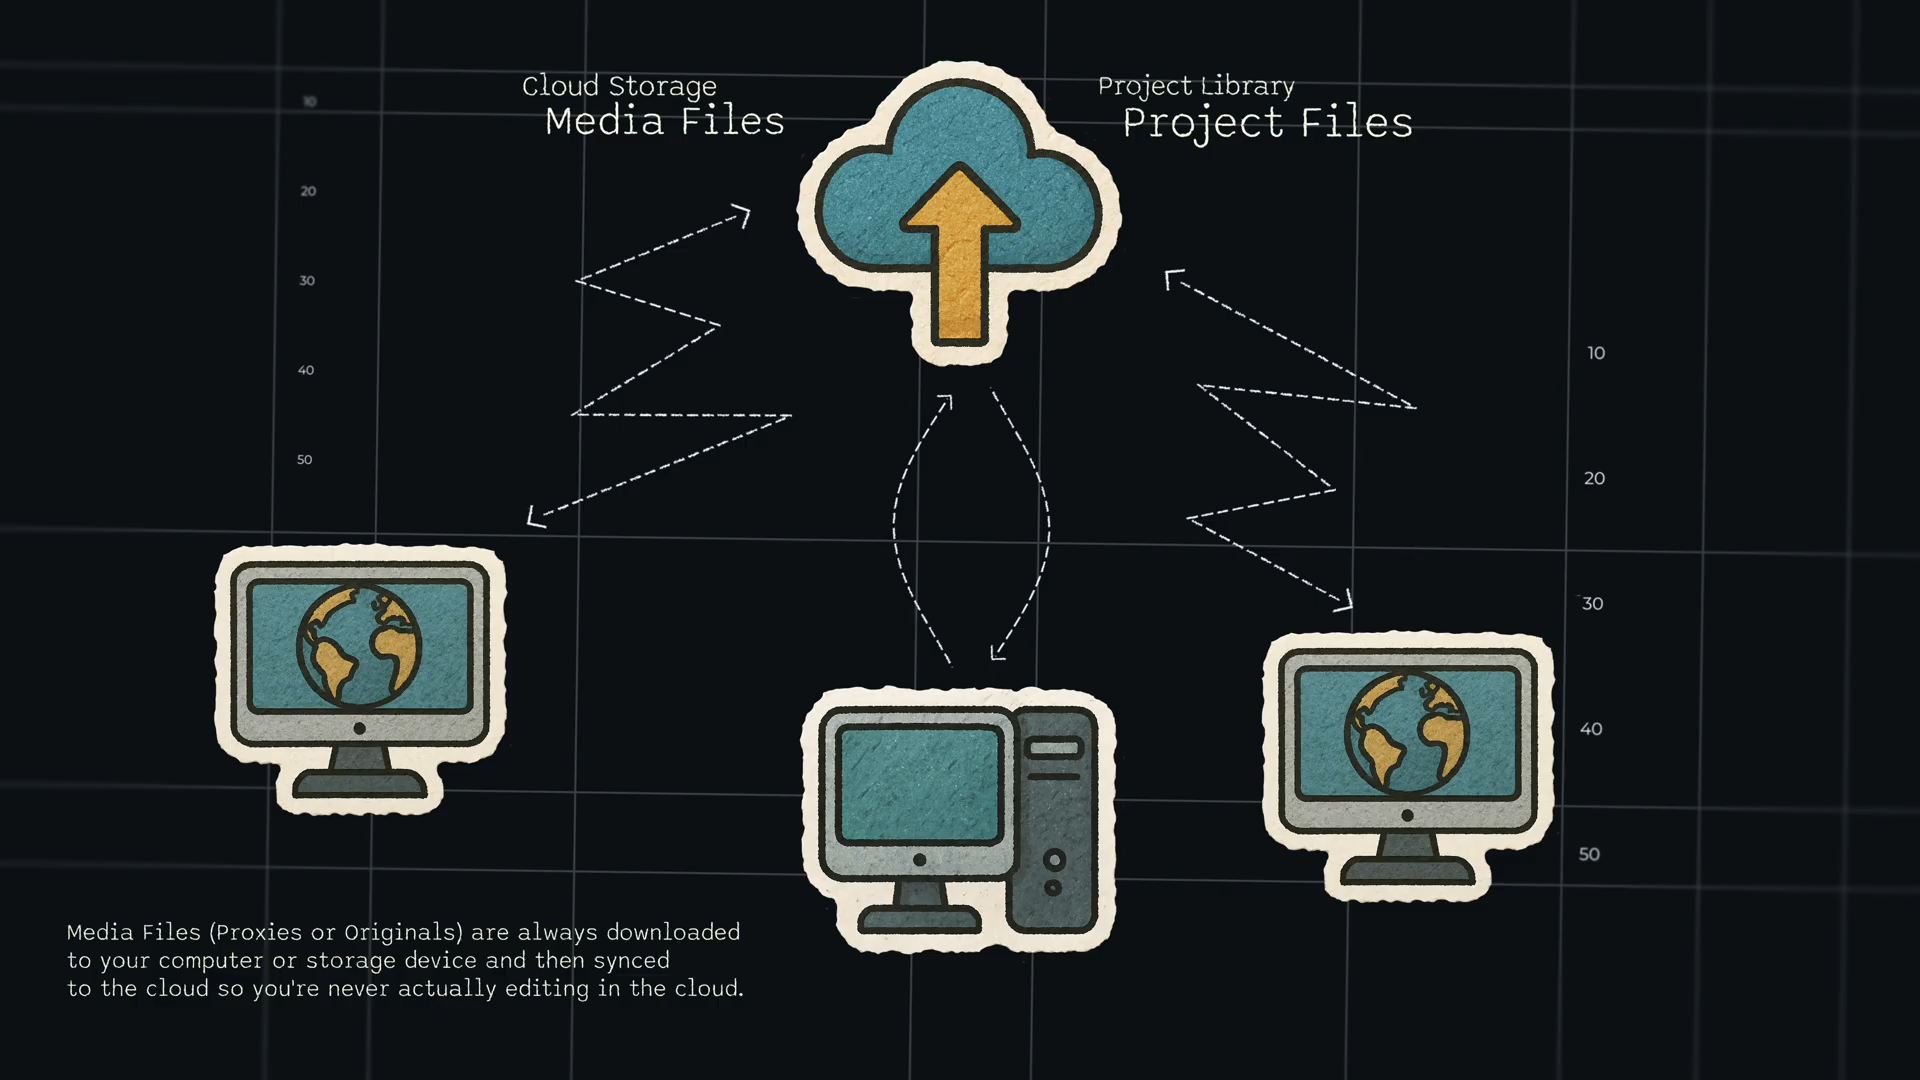 Cloud Storage
Media Files
Project Library
Project Files
10
20
30
40
50
10
20
30
40
50
Media Files (Proxies or Originals) are always downloaded
to your computer or storage device and then synced
to the cloud so you're never actually editing in the cloud.